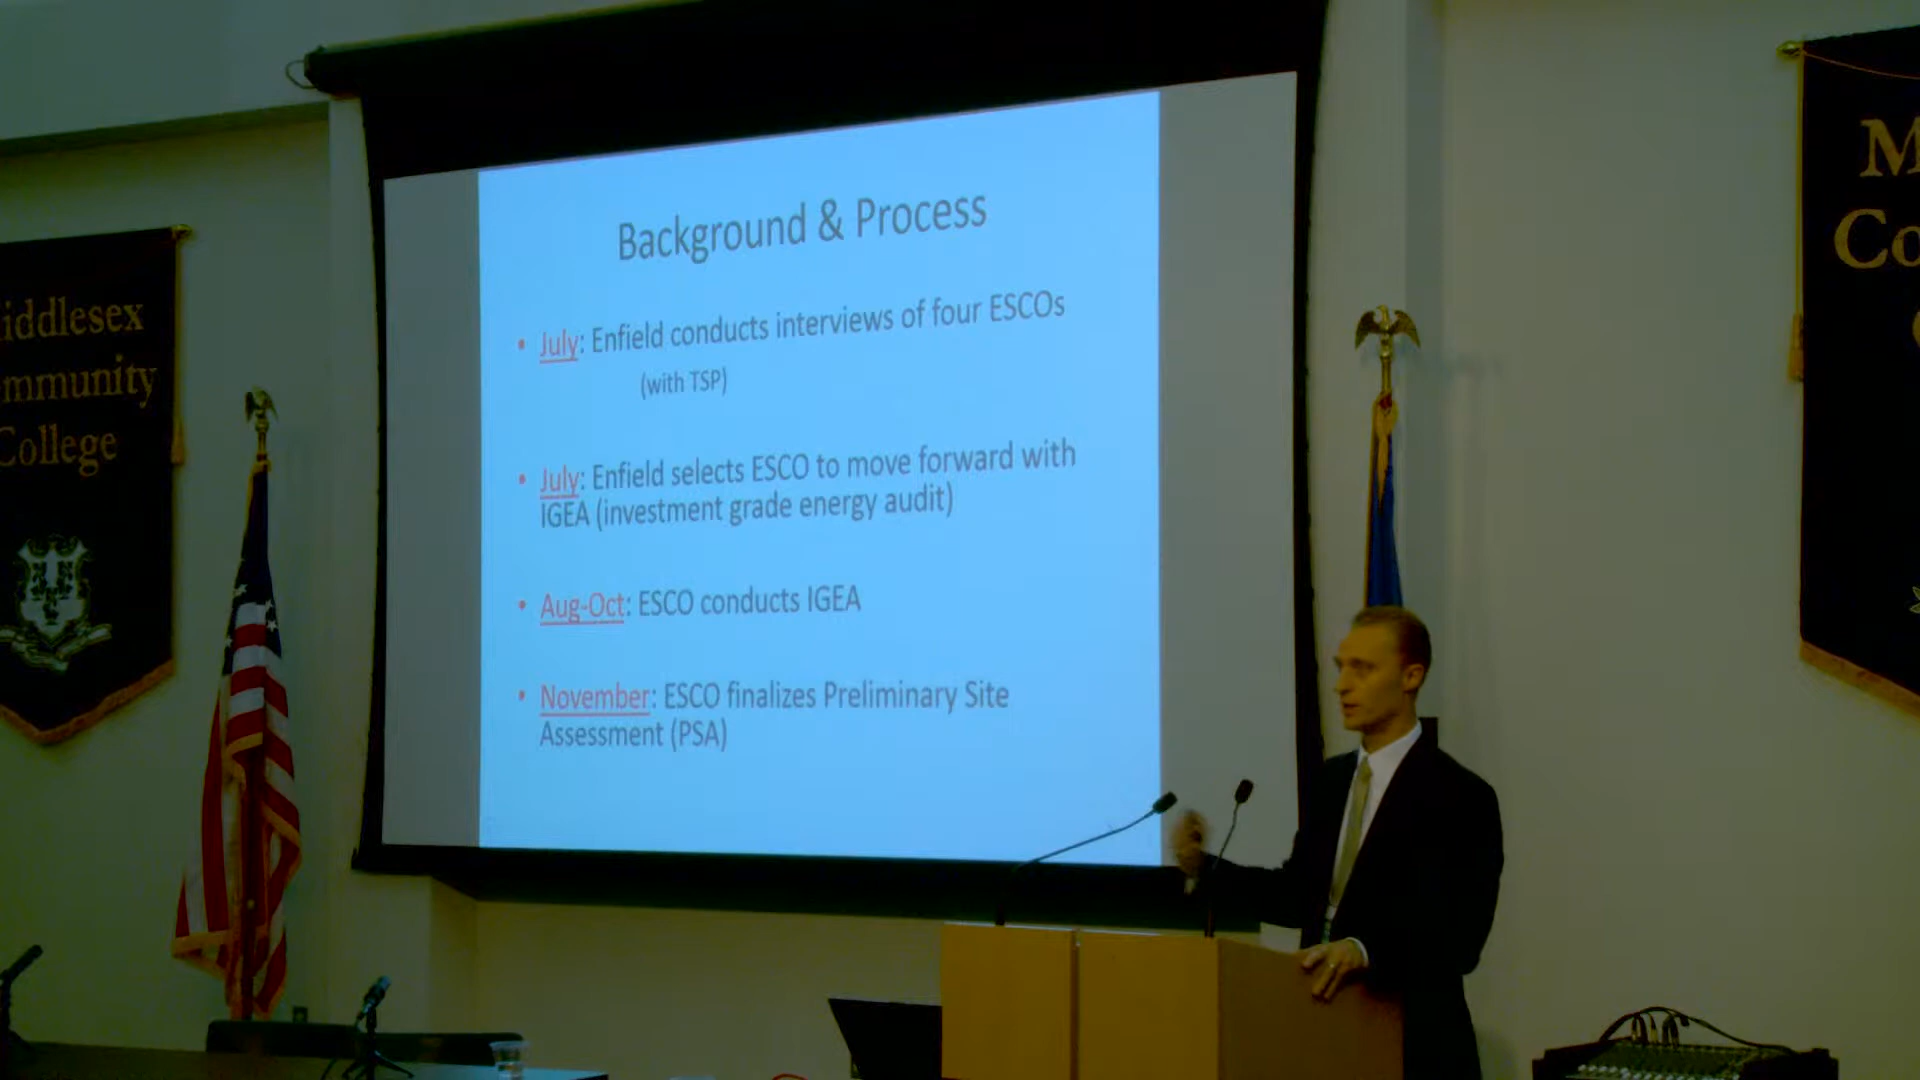 Background & Process
• July: Enfield conducts interviews of four ESCOs
(with TSP)
• July: Enfield selects ESCO to move forward with
IGEA (investment grade energy audit)
• Aug-Oct: ESCO conducts IGEA
• November: ESCO finalizes Preliminary Site
Assessment (PSA)
iddlesex
mmunity
College
M
Co